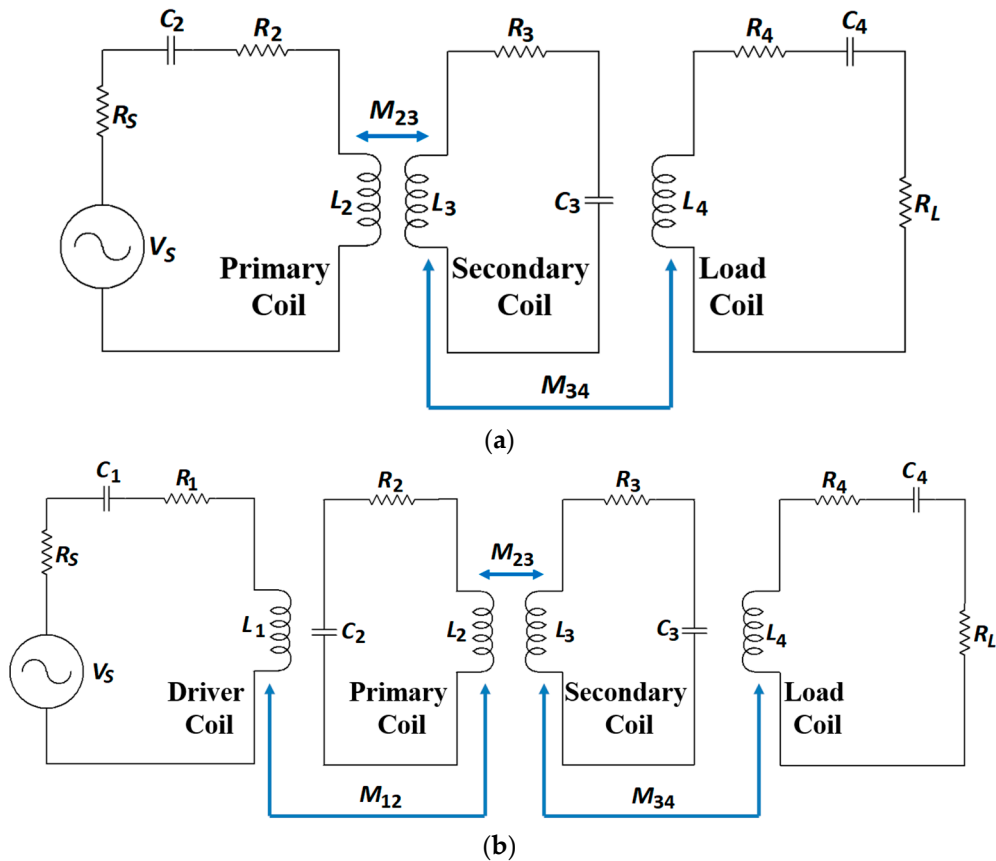 C2 R2 R3 R4 C4
M23
RS
L2 L3 C3 L4 RL
VS
Primary Coil
Secondary Coil
Load Coil
M34
(a)
C1 R1 R2 R3 R4 C4
RS
M23
L1 C2 L2 L3 C3 L4 RL
VS
Driver Coil
Primary Coil
Secondary Coil
Load Coil
M12 M34
(b)